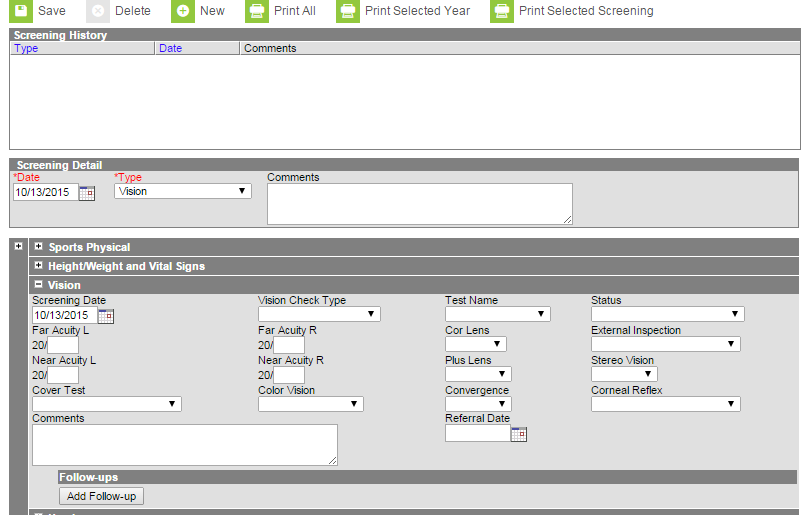 Save Delete New Print All Print Selected Year Print Selected Screening
Screening History
Type Date Comments
Screening Detail
*Date *Type Comments
10/13/2015 Vision
Sports Physical
Height/Weight and Vital Signs
Vision
Screening Date Vision Check Type Test Name Status
10/13/2015
Far Acuity L Far Acuity R Cor Lens External Inspection
20/ 20/
Near Acuity L Near Acuity R Plus Lens Stereo Vision
20/ 20/
Cover Test Color Vision Convergence Corneal Reflex
Comments Referral Date
Follow-ups
Add Follow-up